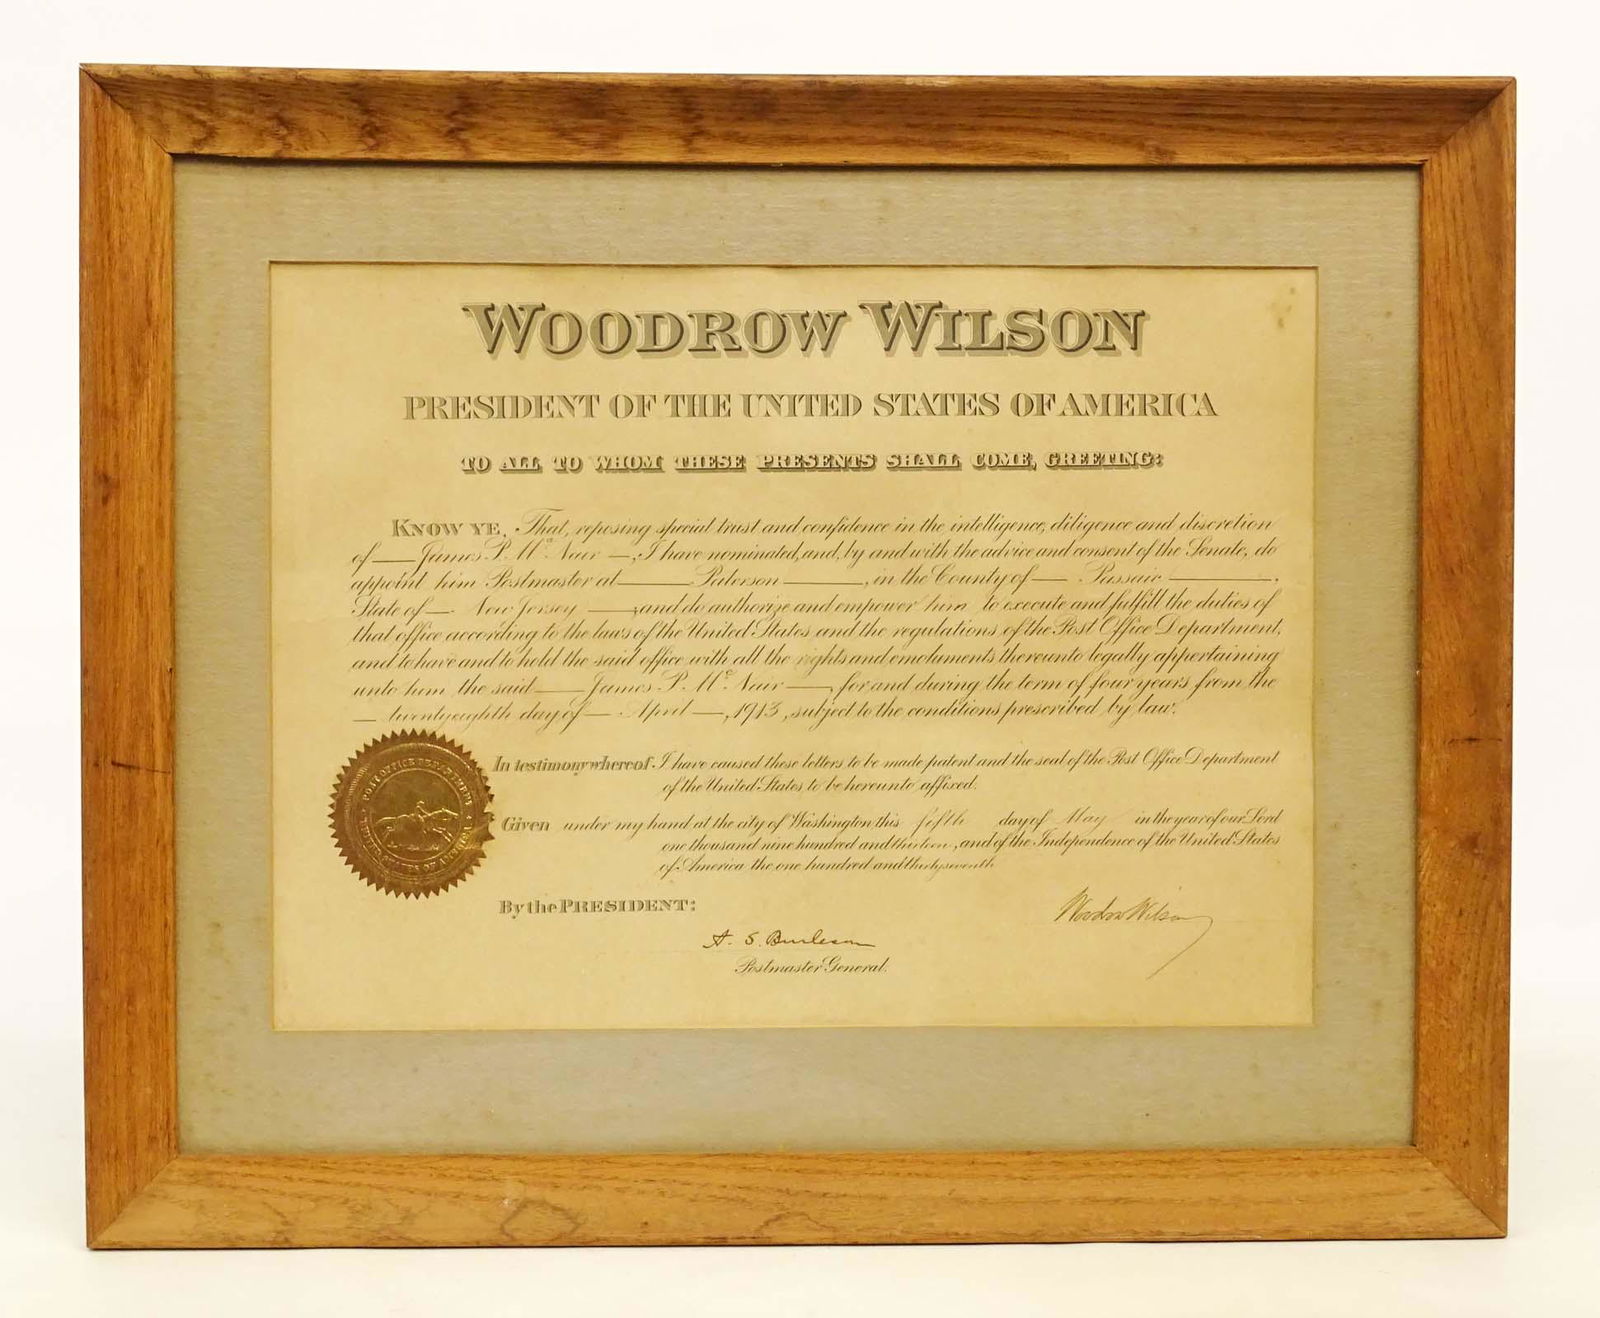 WOODROW WILSON
PRESIDENT OF THE UNITED STATES OF AMERICA
TO ALL TO WHOM THESE PRESENTS SHALL COME, GREETING:
KNOW YE, That, reposing special trust and confidence in the intelligence, diligence and discretion
of — James P. Mc Nair —, I have nominated, and, by and with the advice and consent of the Senate, do
appoint him Postmaster at — Paterson —, in the County of — Passaic —,
State of — New Jersey —, and do authorize and empower him to execute and fulfill the duties of
that office according to the laws of the United States and the regulations of the Post Office Department,
and to have and to hold the said office with all the rights and emoluments thereunto legally appertaining
unto him, the said — James P. Mc Nair —, for and during the term of four years from the
— twentyeighth day of — April —, 1913, subject to the conditions prescribed by law.
In testimony whereof I have caused these letters to be made patent and the seal of the Post Office Department
of the United States to be hereunto affixed.
Given under my hand at the city of Washington this fifth day of May in the year of our Lord
one thousand nine hundred and thirteen, and of the Independence of the United States
of America the one hundred and thirtyseventh.
By the PRESIDENT:
Woodrow Wilson
A. S. Burleson
Postmaster General.
POST OFFICE DEPARTMENT
UNITED STATES OF AMERICA